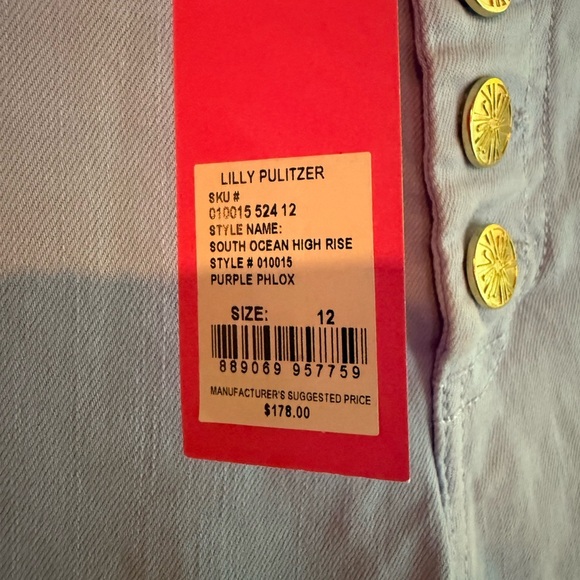 LILLY PULITZER
SKU #
010015 524 12
STYLE NAME:
SOUTH OCEAN HIGH RISE
STYLE # 010015
PURPLE PHLOX
SIZE: 12
889069 957759
MANUFACTURER'S SUGGESTED PRICE
$178.00